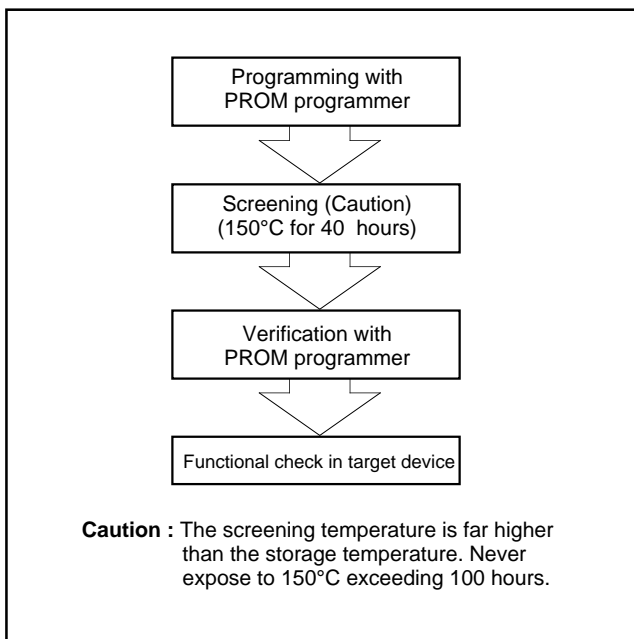 Programming with
PROM programmer
Screening (Caution)
(150°C for 40 hours)
Verification with
PROM programmer
Functional check in target device
Caution : The screening temperature is far higher
than the storage temperature. Never
expose to 150°C exceeding 100 hours.